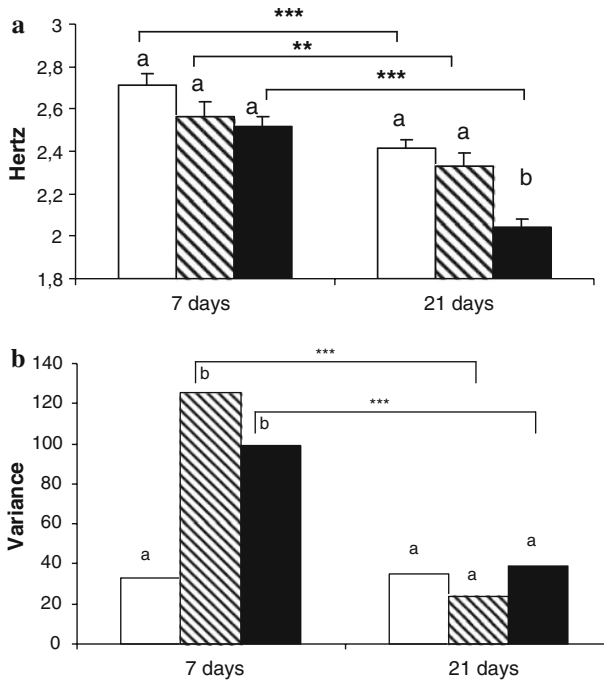 a
***
3
**
2,8
a
a
***
a
2,6
a
a
2,4
b
2,2
2
1,8
Hertz
7 days
21 days
b
140
***
b
120
***
b
100
80
60
a
a
a
40
a
20
0
Variance
7 days
21 days